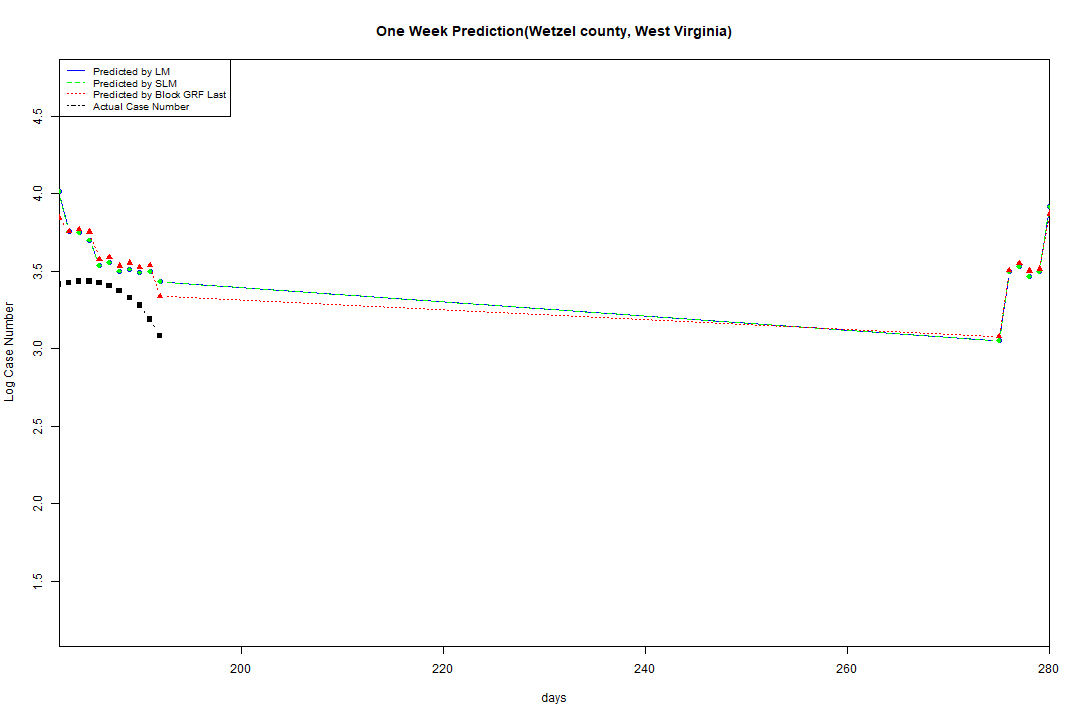 One Week Prediction(Wetzel county, West Virginia)
Predicted by LM
Predicted by SLM
Predicted by Block GRF Last
Actual Case Number
Log Case Number
4.5
4.0
3.5
3.0
2.5
2.0
1.5
200 220 240 260 280
days